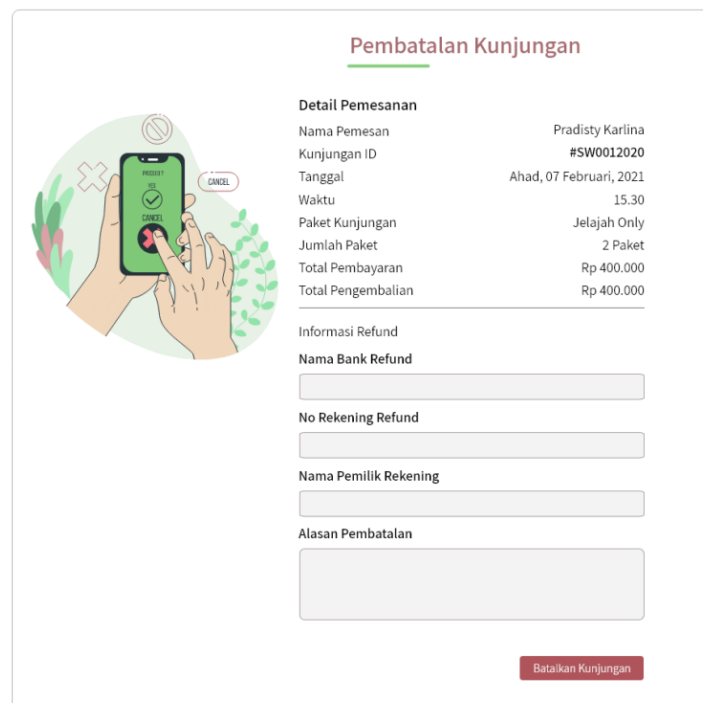 Pembatalan Kunjungan
Detail Pemesanan
Nama Pemesan Pradisty Karlina
Kunjungan ID #SW0012020
Tanggal Ahad, 07 Februari, 2021
Waktu 15.30
Paket Kunjungan Jelajah Only
Jumlah Paket 2 Paket
Total Pembayaran Rp 400.000
Total Pengembalian Rp 400.000
Informasi Refund
Nama Bank Refund
No Rekening Refund
Nama Pemilik Rekening
Alasan Pembatalan
Batalkan Kunjungan
YES
CANCEL
CANCEL